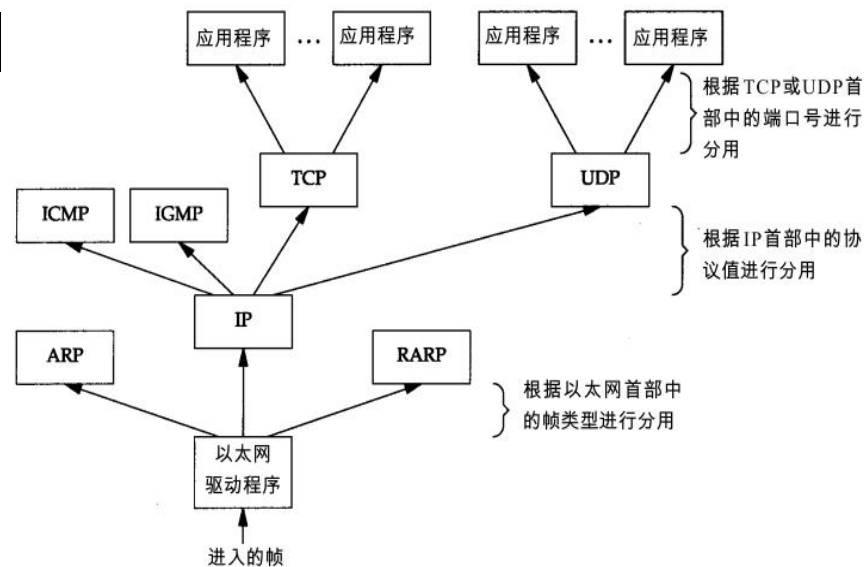 应用程序 … 应用程序 应用程序 … 应用程序
根据TCP或UDP首
部中的端口号进行
分用
TCP UDP
ICMP IGMP
根据IP首部中的协
议值进行分用
IP
ARP RARP
根据以太网首部中
的帧类型进行分用
以太网
驱动程序
进入的帧